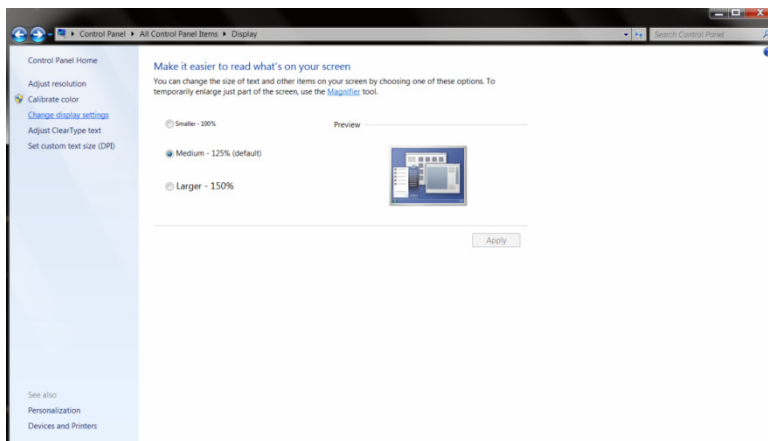 Control Panel ▸ All Control Panel Items ▸ Display
Search Control Panel
Control Panel Home
Adjust resolution
Calibrate color
Change display settings
Adjust ClearType text
Set custom text size (DPI)
See also
Personalization
Devices and Printers
Make it easier to read what's on your screen
You can change the size of text and other items on your screen by choosing one of these options. To
temporarily enlarge just part of the screen, use the Magnifier tool.
Smaller - 100%
Preview
Medium - 125% (default)
Larger - 150%
Apply